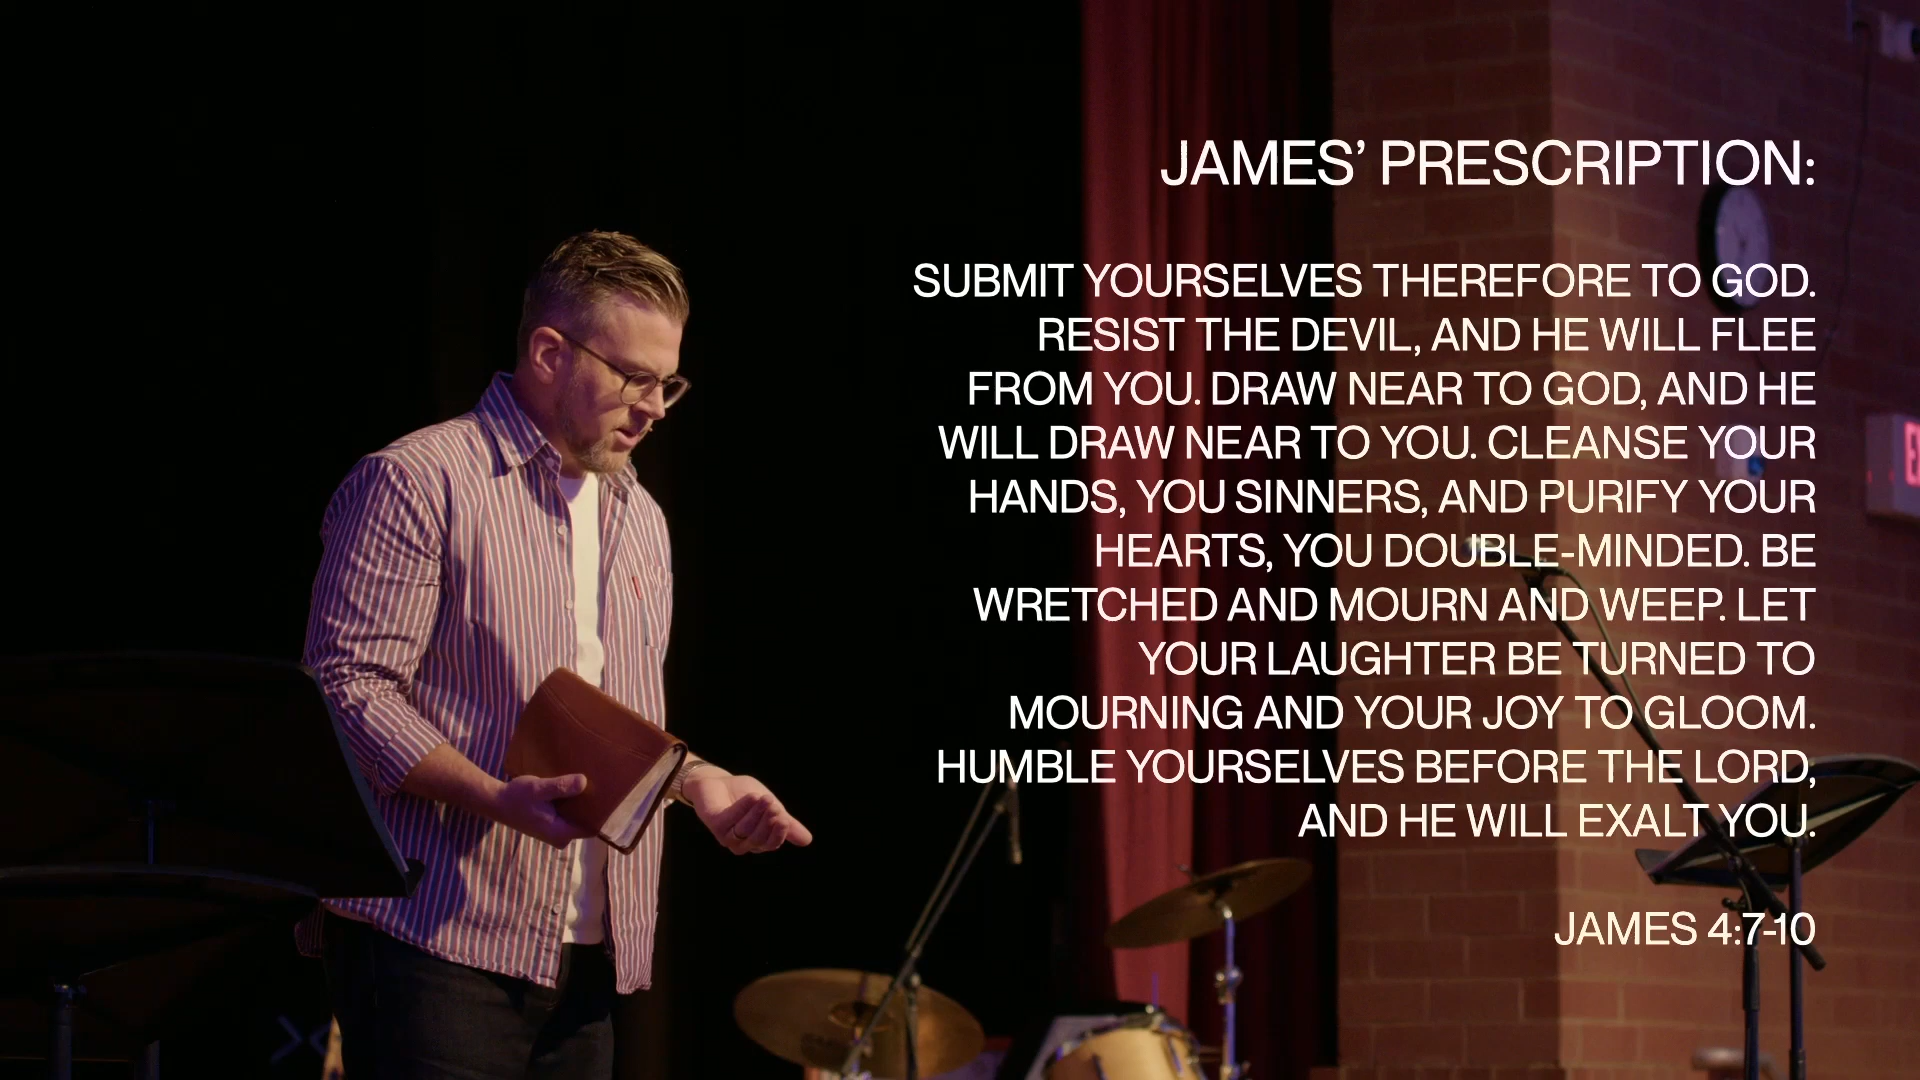 JAMES’ PRESCRIPTION:
SUBMIT YOURSELVES THEREFORE TO GOD.
RESIST THE DEVIL, AND HE WILL FLEE
FROM YOU. DRAW NEAR TO GOD, AND HE
WILL DRAW NEAR TO YOU. CLEANSE YOUR
HANDS, YOU SINNERS, AND PURIFY YOUR
HEARTS, YOU DOUBLE-MINDED. BE
WRETCHED AND MOURN AND WEEP. LET
YOUR LAUGHTER BE TURNED TO
MOURNING AND YOUR JOY TO GLOOM.
HUMBLE YOURSELVES BEFORE THE LORD,
AND HE WILL EXALT YOU.
JAMES 4:7-10